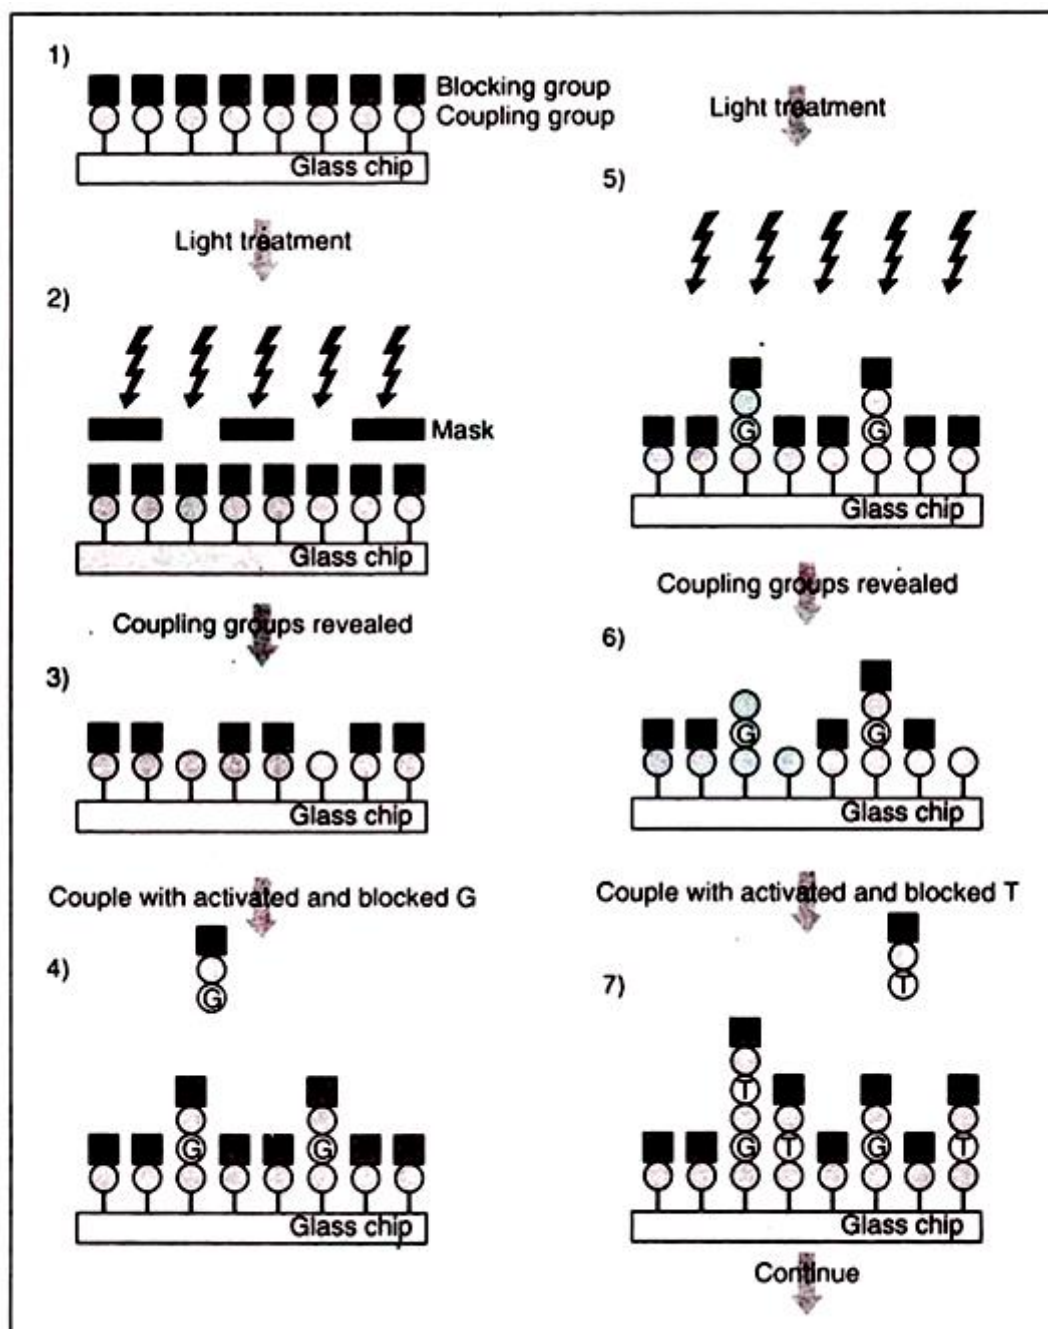 1)
Blocking group
Coupling group
Glass chip
Light treatment
2)
Mask
Glass chip
Coupling groups revealed
3)
Glass chip
Couple with activated and blocked G
4)
G
G
G
Glass chip
Light treatment
5)
G
G
Glass chip
Coupling groups revealed
6)
G
G
Glass chip
Couple with activated and blocked T
7)
T
T
G
T
G
T
Glass chip
Continue